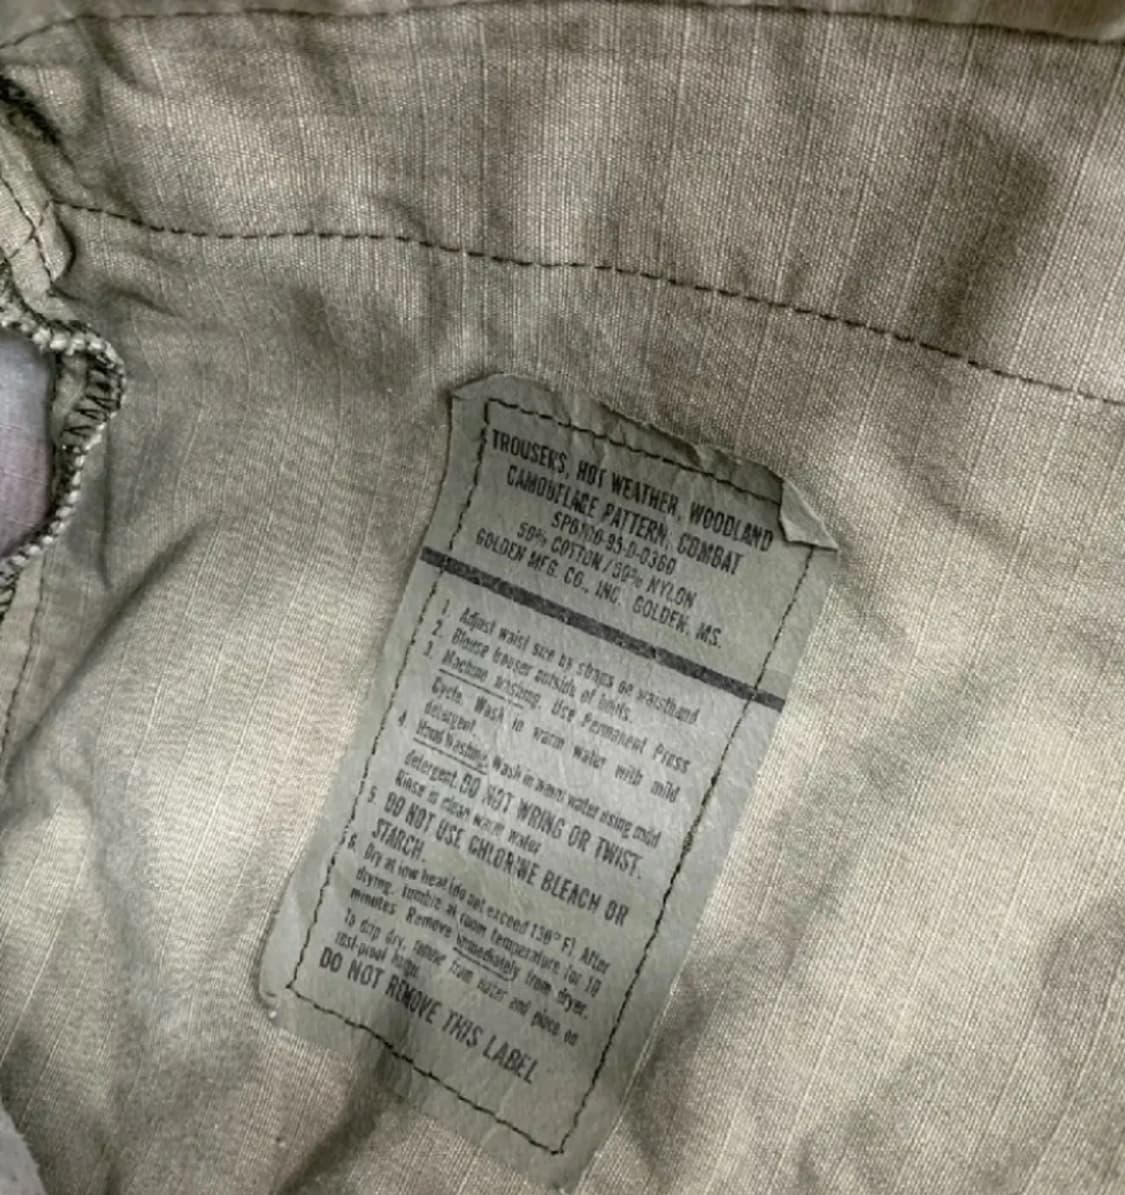 TROUSERS, HOT WEATHER, WOODLAND
CAMOUFLAGE PATTERN, COMBAT
SPO100-95-D-0360
50% COTTON/50% NYLON
GOLDEN MFG. CO., INC. GOLDEN, MS.
1. Adjust waist size by straps on waistband
2. Blouse trouser outside of boots.
3. Machine washing. Use Permanent Press
Cycle. Wash in warm water with mild
detergent.
4. Hand Washing: Wash in warm water using mild
detergent. DO NOT WRING OR TWIST.
Rinse in clean warm water
5. DO NOT USE CHLORINE BLEACH OR
STARCH.
6. Dry at low heat (do not exceed 130° F). After
drying, tumble at room temperature for 10
minutes. Remove immediately from dryer.
To drip dry, remove from water and place on
rust-proof hanger.
DO NOT REMOVE THIS LABEL